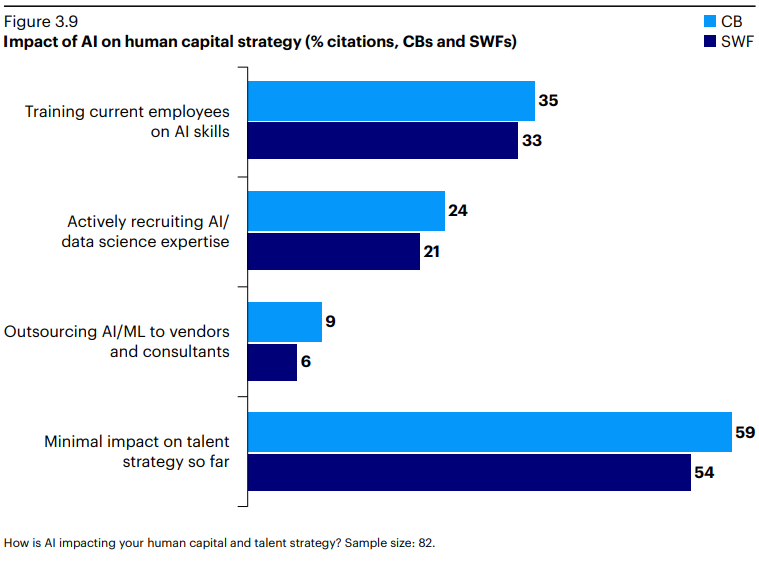 Figure 3.9
Impact of AI on human capital strategy (% citations, CBs and SWFs)
CB
SWF
Training current employees
on AI skills
35
33
Actively recruiting AI/
data science expertise
24
21
Outsourcing AI/ML to vendors
and consultants
9
6
Minimal impact on talent
strategy so far
59
54
How is AI impacting your human capital and talent strategy? Sample size: 82.